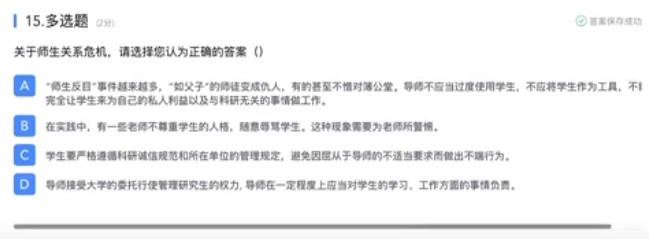 15.多选题 (2分)
答案保存成功
关于师生关系危机，请选择您认为正确的答案（）
A “师生反目”事件越来越多，“如父子”的师徒变成仇人，有的甚至不惜对薄公堂。导师不应当过度使用学生，不应将学生作为工具，不
完全让学生来为自己的私人利益以及与科研无关的事情做工作。
B 在实践中，有一些老师不尊重学生的人格，随意辱骂学生。这种现象需要为老师所警惕。
C 学生要严格遵循科研诚信规范和所在单位的管理规定，避免因屈从于导师的不适当要求而做出不端行为。
D 导师接受大学的委托行使管理研究生的权力, 导师在一定程度上应当对学生的学习、工作方面的事情负责。